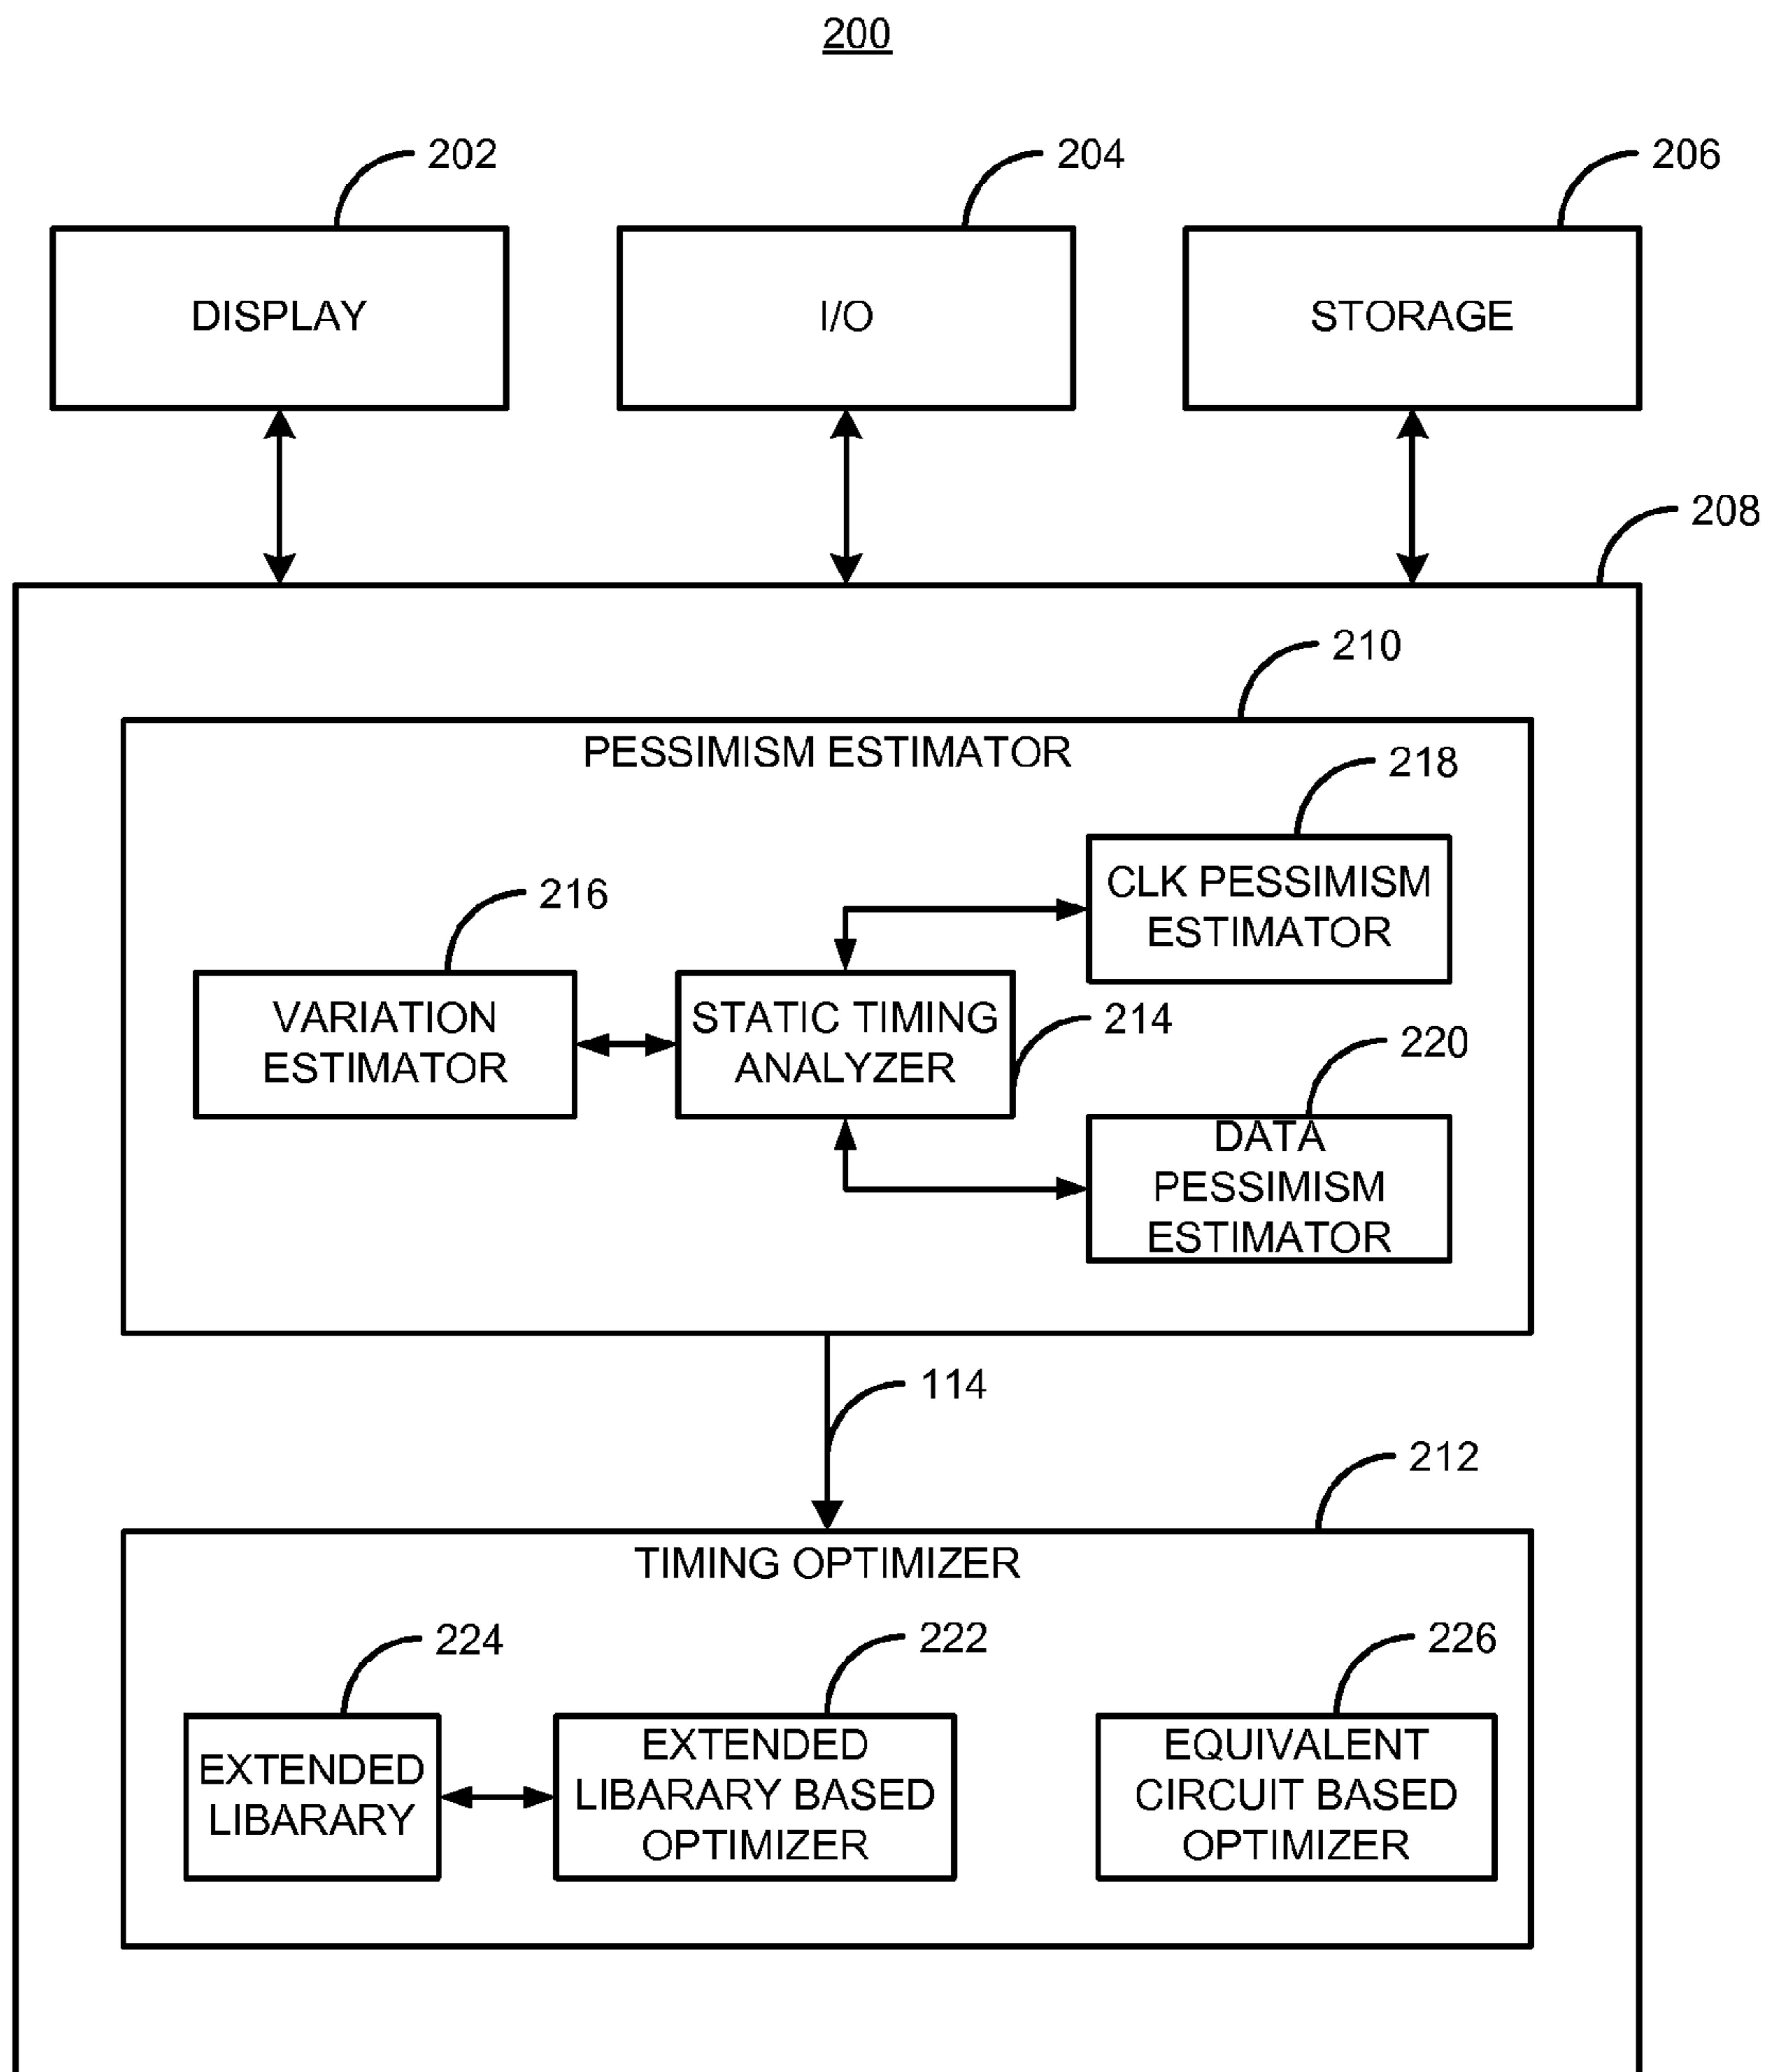 200
202
204
206
DISPLAY
I/O
STORAGE
208
210
PESSIMISM ESTIMATOR
218
CLK PESSIMISM
ESTIMATOR
216
VARIATION
ESTIMATOR
STATIC TIMING
ANALYZER
214
220
DATA
PESSIMISM
ESTIMATOR
114
212
TIMING OPTIMIZER
224
222
226
EXTENDED
LIBARARY
EXTENDED
LIBARARY BASED
OPTIMIZER
EQUIVALENT
CIRCUIT BASED
OPTIMIZER